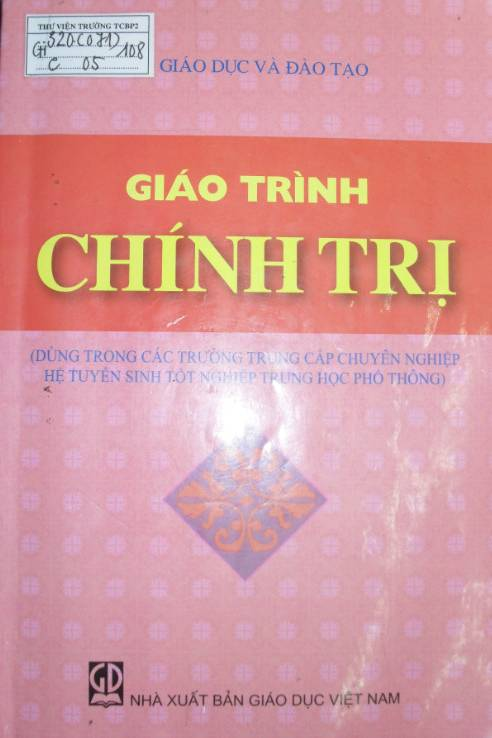 THƯ VIỆN TRƯỜNG TCBP2
320.(071)
C 05 /108
GIÁO DỤC VÀ ĐÀO TẠO
GIÁO TRÌNH
CHÍNH TRỊ
(DÙNG TRONG CÁC TRƯỜNG TRUNG CẤP CHUYÊN NGHIỆP
HỆ TUYỂN SINH TỐT NGHIỆP TRUNG HỌC PHỔ THÔNG)
GD
NHÀ XUẤT BẢN GIÁO DỤC VIỆT NAM